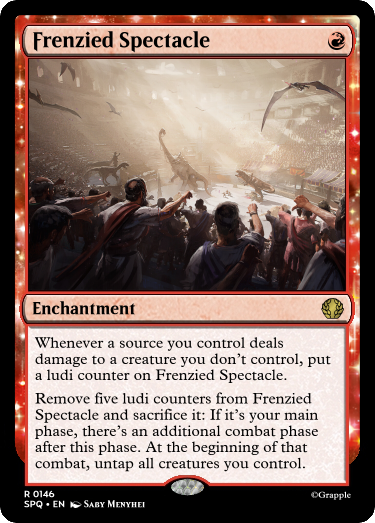 Frenzied Spectacle
Enchantment
Whenever a source you control deals
damage to a creature you don't control, put
a ludi counter on Frenzied Spectacle.
Remove five ludi counters from Frenzied
Spectacle and sacrifice it: If it's your main
phase, there's an additional combat phase
after this phase. At the beginning of that
combat, untap all creatures you control.
R 0146
SPQ • EN Saby Menyhei
©Grapple